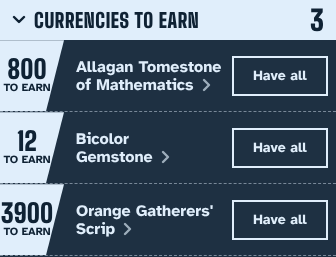 CURRENCIES TO EARN 3
800
TO EARN
Allagan Tomestone
of Mathematics
Have all
12
TO EARN
Bicolor
Gemstone
Have all
3900
TO EARN
Orange Gatherers'
Scrip
Have all